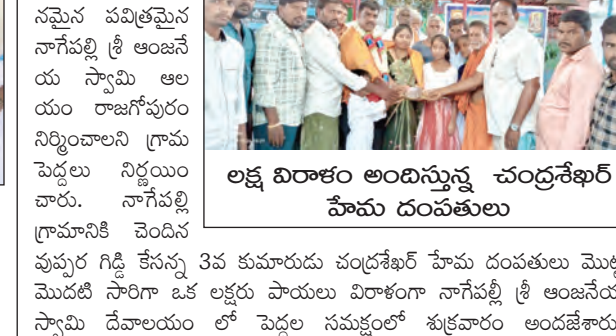 నమైన పవిత్రమైన
నాగేపల్లి శ్రీ ఆంజనే
య స్వామి ఆల
యం రాజగోపురం
నిర్మించాలని గ్రామ
పెద్దలు నిర్ణయిం
చారు. నాగేపల్లి
గ్రామానికి చెందిన
లక్ష విరాళం అందిస్తున్న చంద్రశేఖర్
హేమ దంపతులు
వుప్పర గిడ్డి కేసన్న 3వ కుమారుడు చంద్రశేఖర్ హేమ దంపతులు మొట్ట
మొదటి సారిగా ఒక లక్షరు పాయలు విరాళంగా నాగేపల్లీ శ్రీ ఆంజనేయ
స్వామి దేవాలయం లో పెద్దల సమక్షంలో శుక్రవారం అందజేశారు